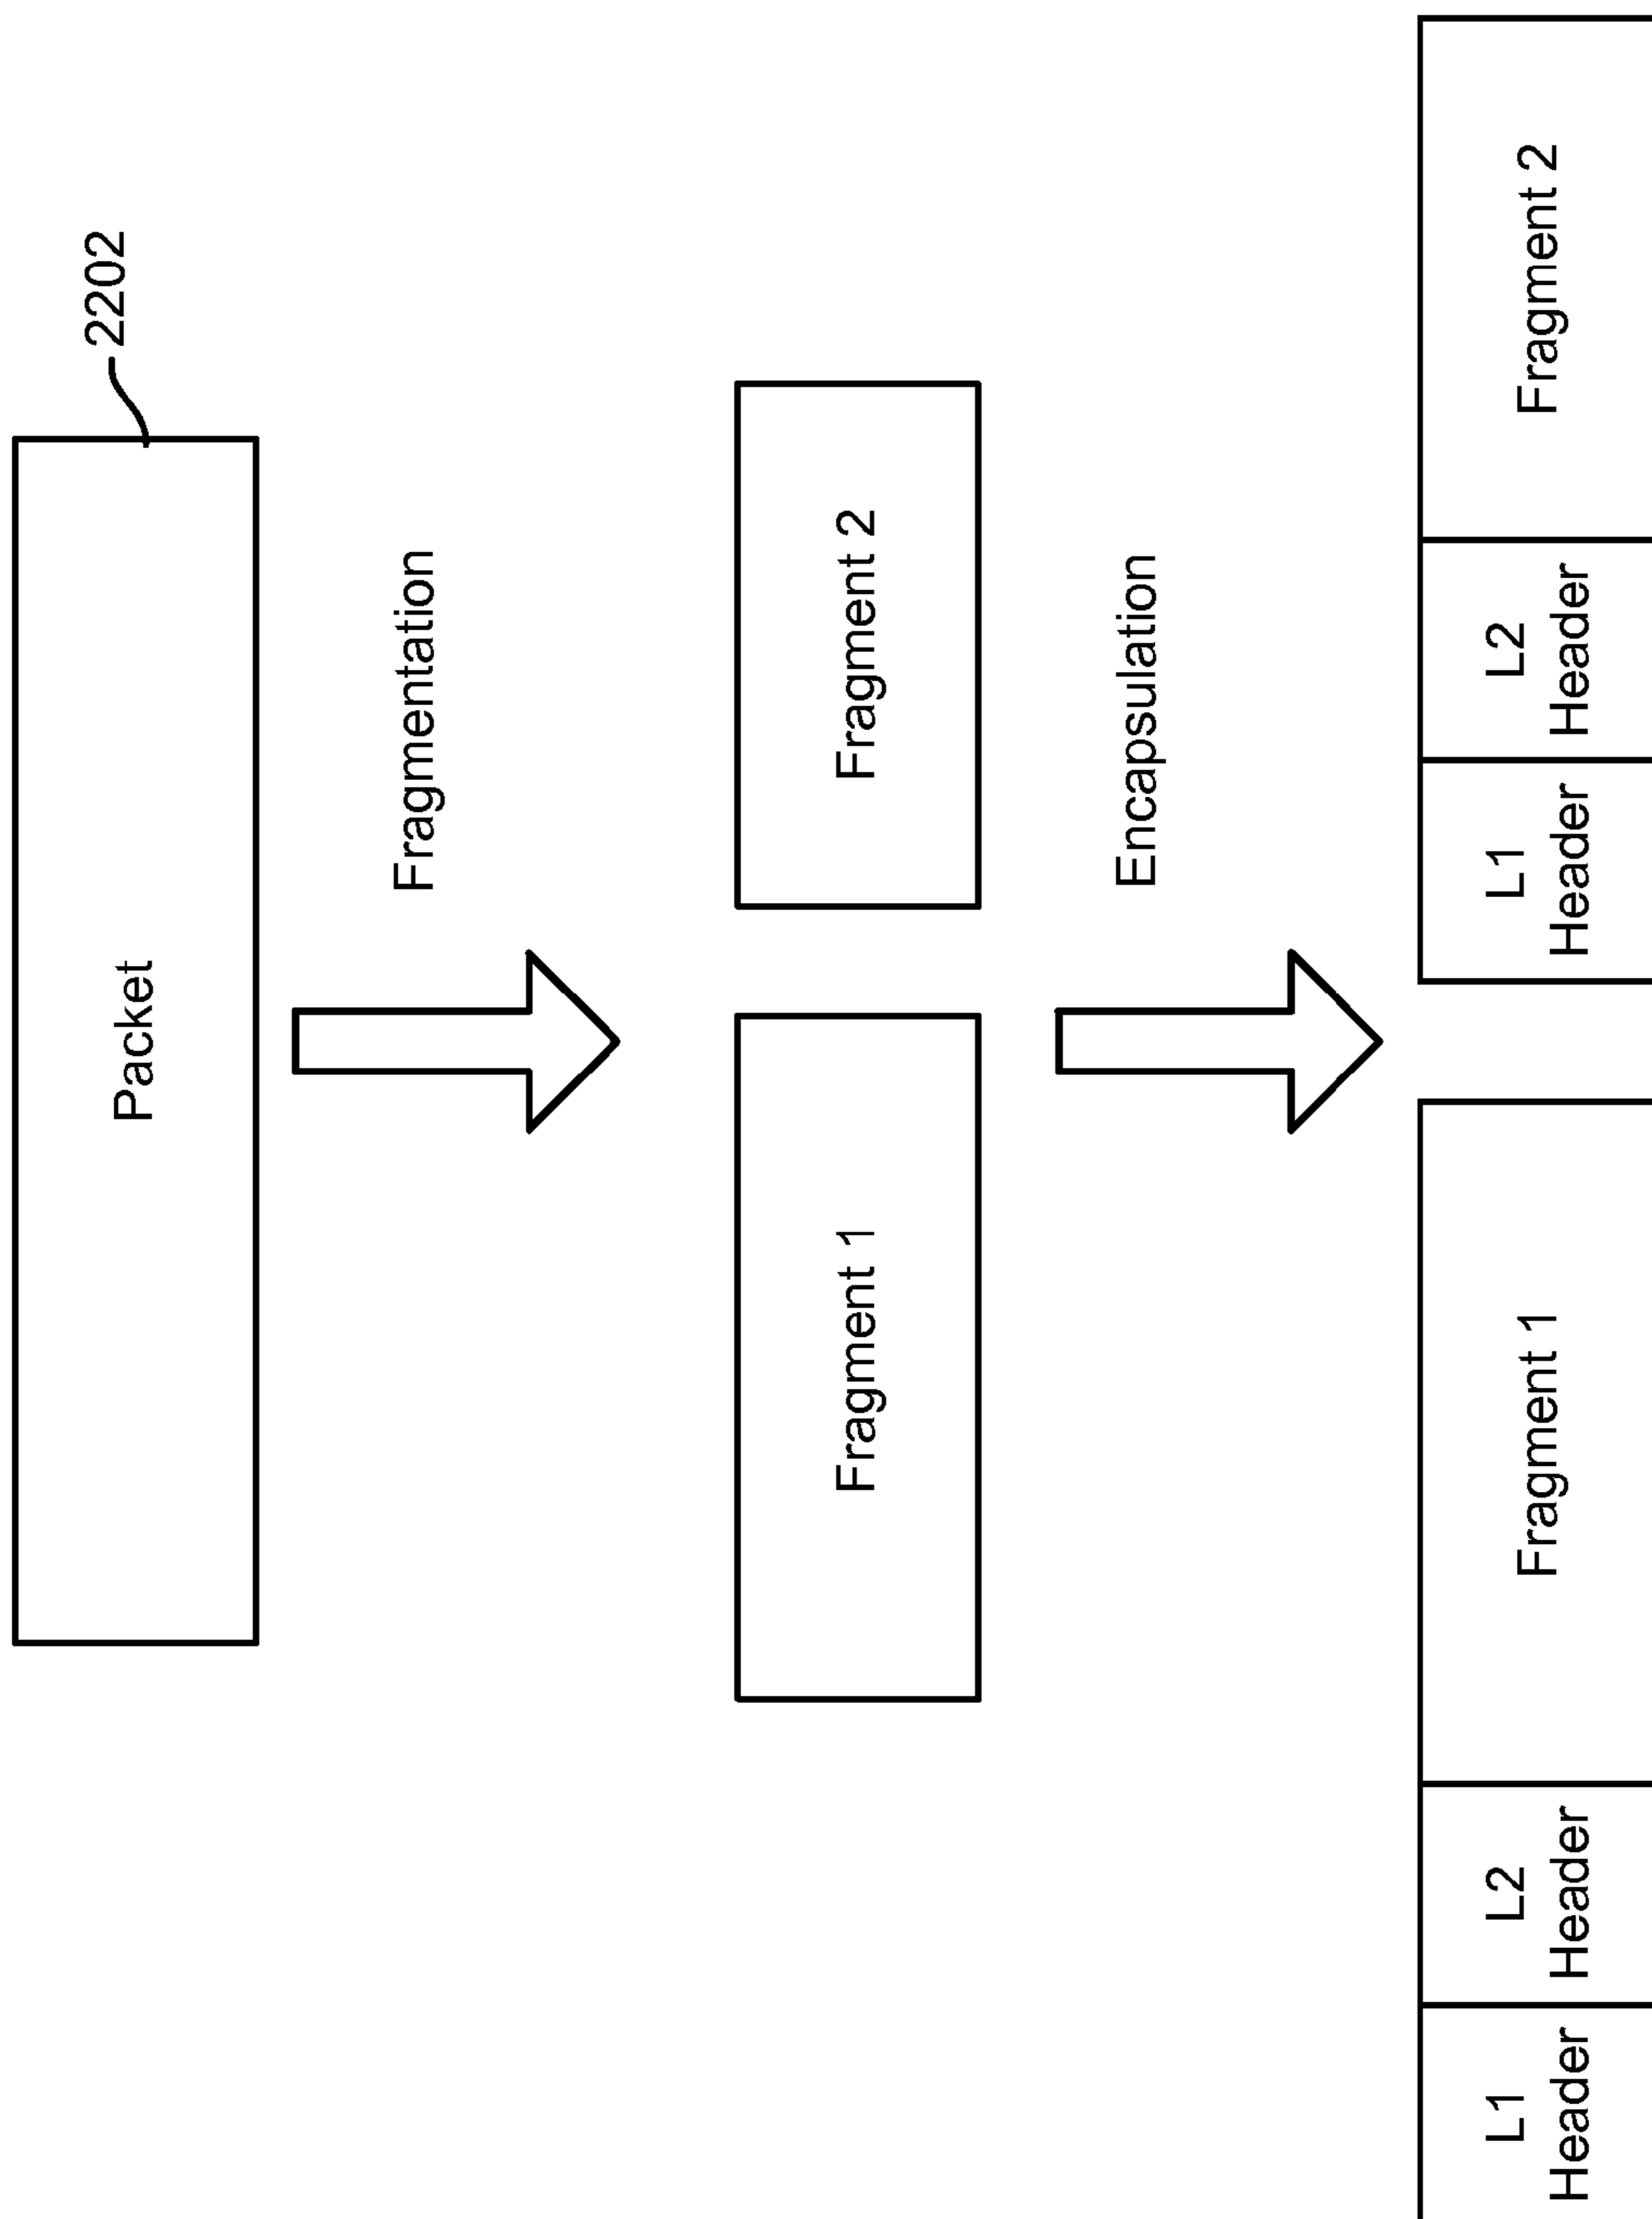 2202
Packet
Fragmentation
Fragment 1
Fragment 2
Encapsulation
L1
Header
L2
Header
Fragment 1
L1
Header
L2
Header
Fragment 2